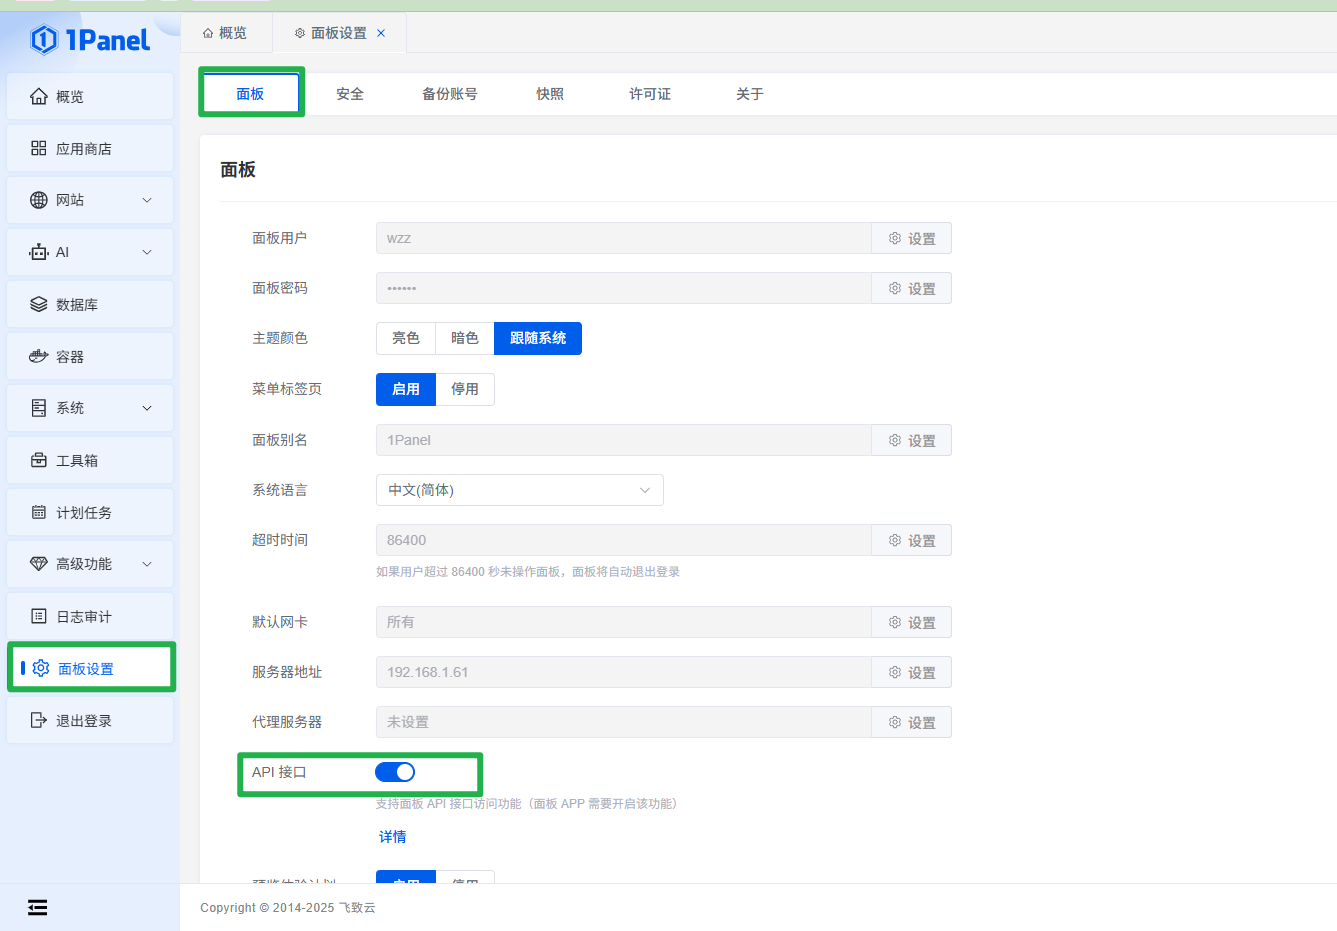 1Panel
概览
面板设置
概览
应用商店
网站
AI
数据库
容器
系统
工具箱
计划任务
高级功能
日志审计
面板设置
退出登录
面板
安全
备份账号
快照
许可证
关于
面板
面板用户
wzz
设置
面板密码
••••••
设置
主题颜色
亮色
暗色
跟随系统
菜单标签页
启用
停用
面板别名
1Panel
设置
系统语言
中文(简体)
超时时间
86400
设置
如果用户超过 86400 秒未操作面板，面板将自动退出登录
默认网卡
所有
设置
服务器地址
192.168.1.61
设置
代理服务器
未设置
设置
API 接口
支持面板 API 接口访问功能（面板 APP 需要开启该功能）
详情
预览体验计划
启用
停用
Copyright © 2014-2025 飞致云